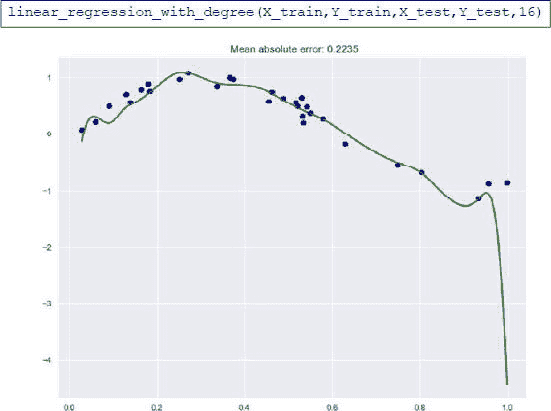 linear_regression_with_degree(X_train,Y_train,X_test,Y_test,16)
Mean absolute error: 0.2235
1
0
−1
−2
−3
−4
0.0 0.2 0.4 0.6 0.8 1.0